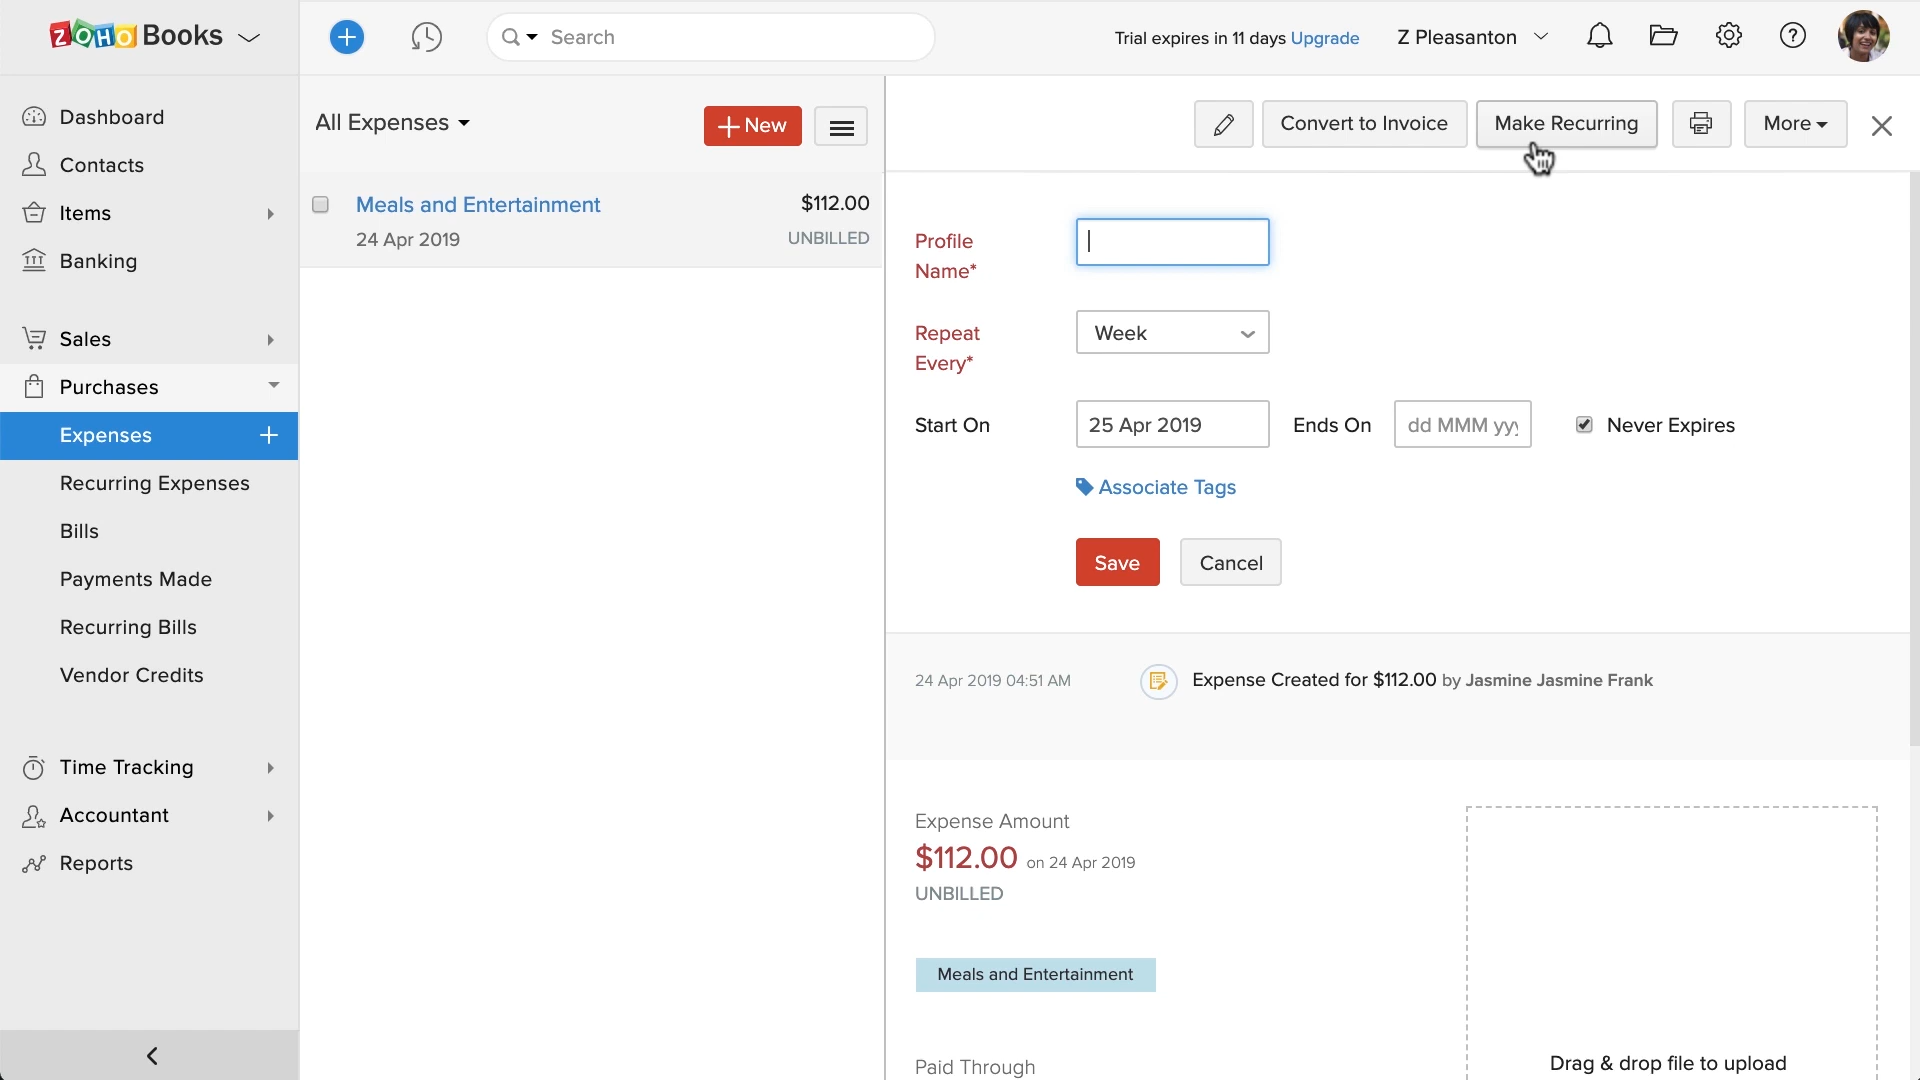 ZOHO Books
Search
Trial expires in 11 days Upgrade
Z Pleasanton
Dashboard
Contacts
Items
Banking
Sales
Purchases
Expenses
Recurring Expenses
Bills
Payments Made
Recurring Bills
Vendor Credits
Time Tracking
Accountant
Reports
All Expenses
New
Meals and Entertainment
$112.00
24 Apr 2019
UNBILLED
Convert to Invoice
Make Recurring
More
Profile
Name*
Repeat
Every*
Week
Start On
25 Apr 2019
Ends On
dd MMM yyy
Never Expires
Associate Tags
Save
Cancel
24 Apr 2019 04:51 AM
Expense Created for $112.00 by Jasmine Jasmine Frank
Expense Amount
$112.00 on 24 Apr 2019
UNBILLED
Meals and Entertainment
Paid Through
Drag & drop file to upload